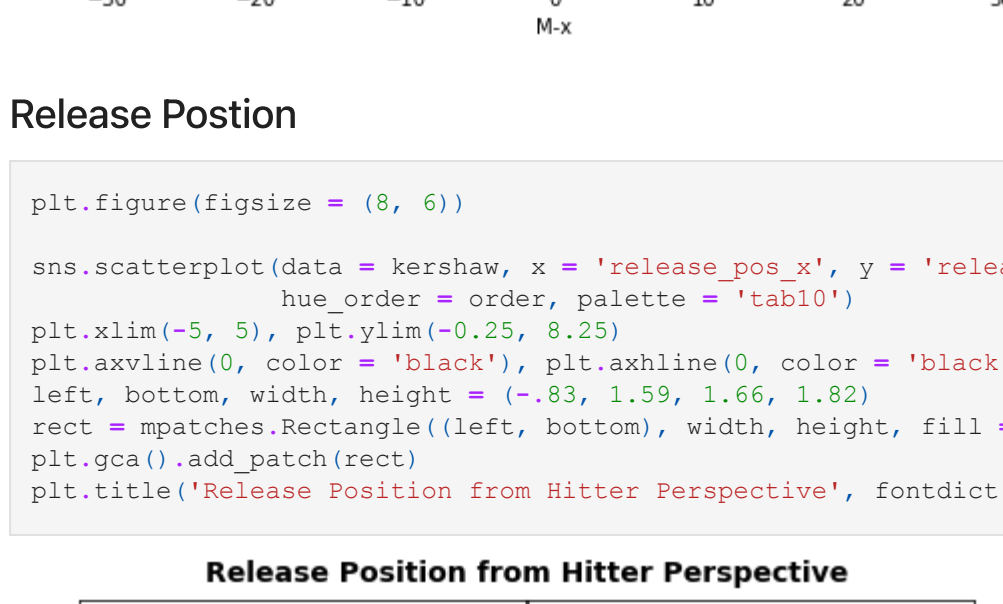 M-x
Release Postion
plt.figure(figsize = (8, 6))
sns.scatterplot(data = kershaw, x = 'release_pos_x', y = 'relea
hue_order = order, palette = 'tab10')
plt.xlim(-5, 5), plt.ylim(-0.25, 8.25)
plt.axvline(0, color = 'black'), plt.axhline(0, color = 'black
left, bottom, width, height = (-.83, 1.59, 1.66, 1.82)
rect = mpatches.Rectangle((left, bottom), width, height, fill =
plt.gca().add_patch(rect)
plt.title('Release Position from Hitter Perspective', fontdict
Release Position from Hitter Perspective